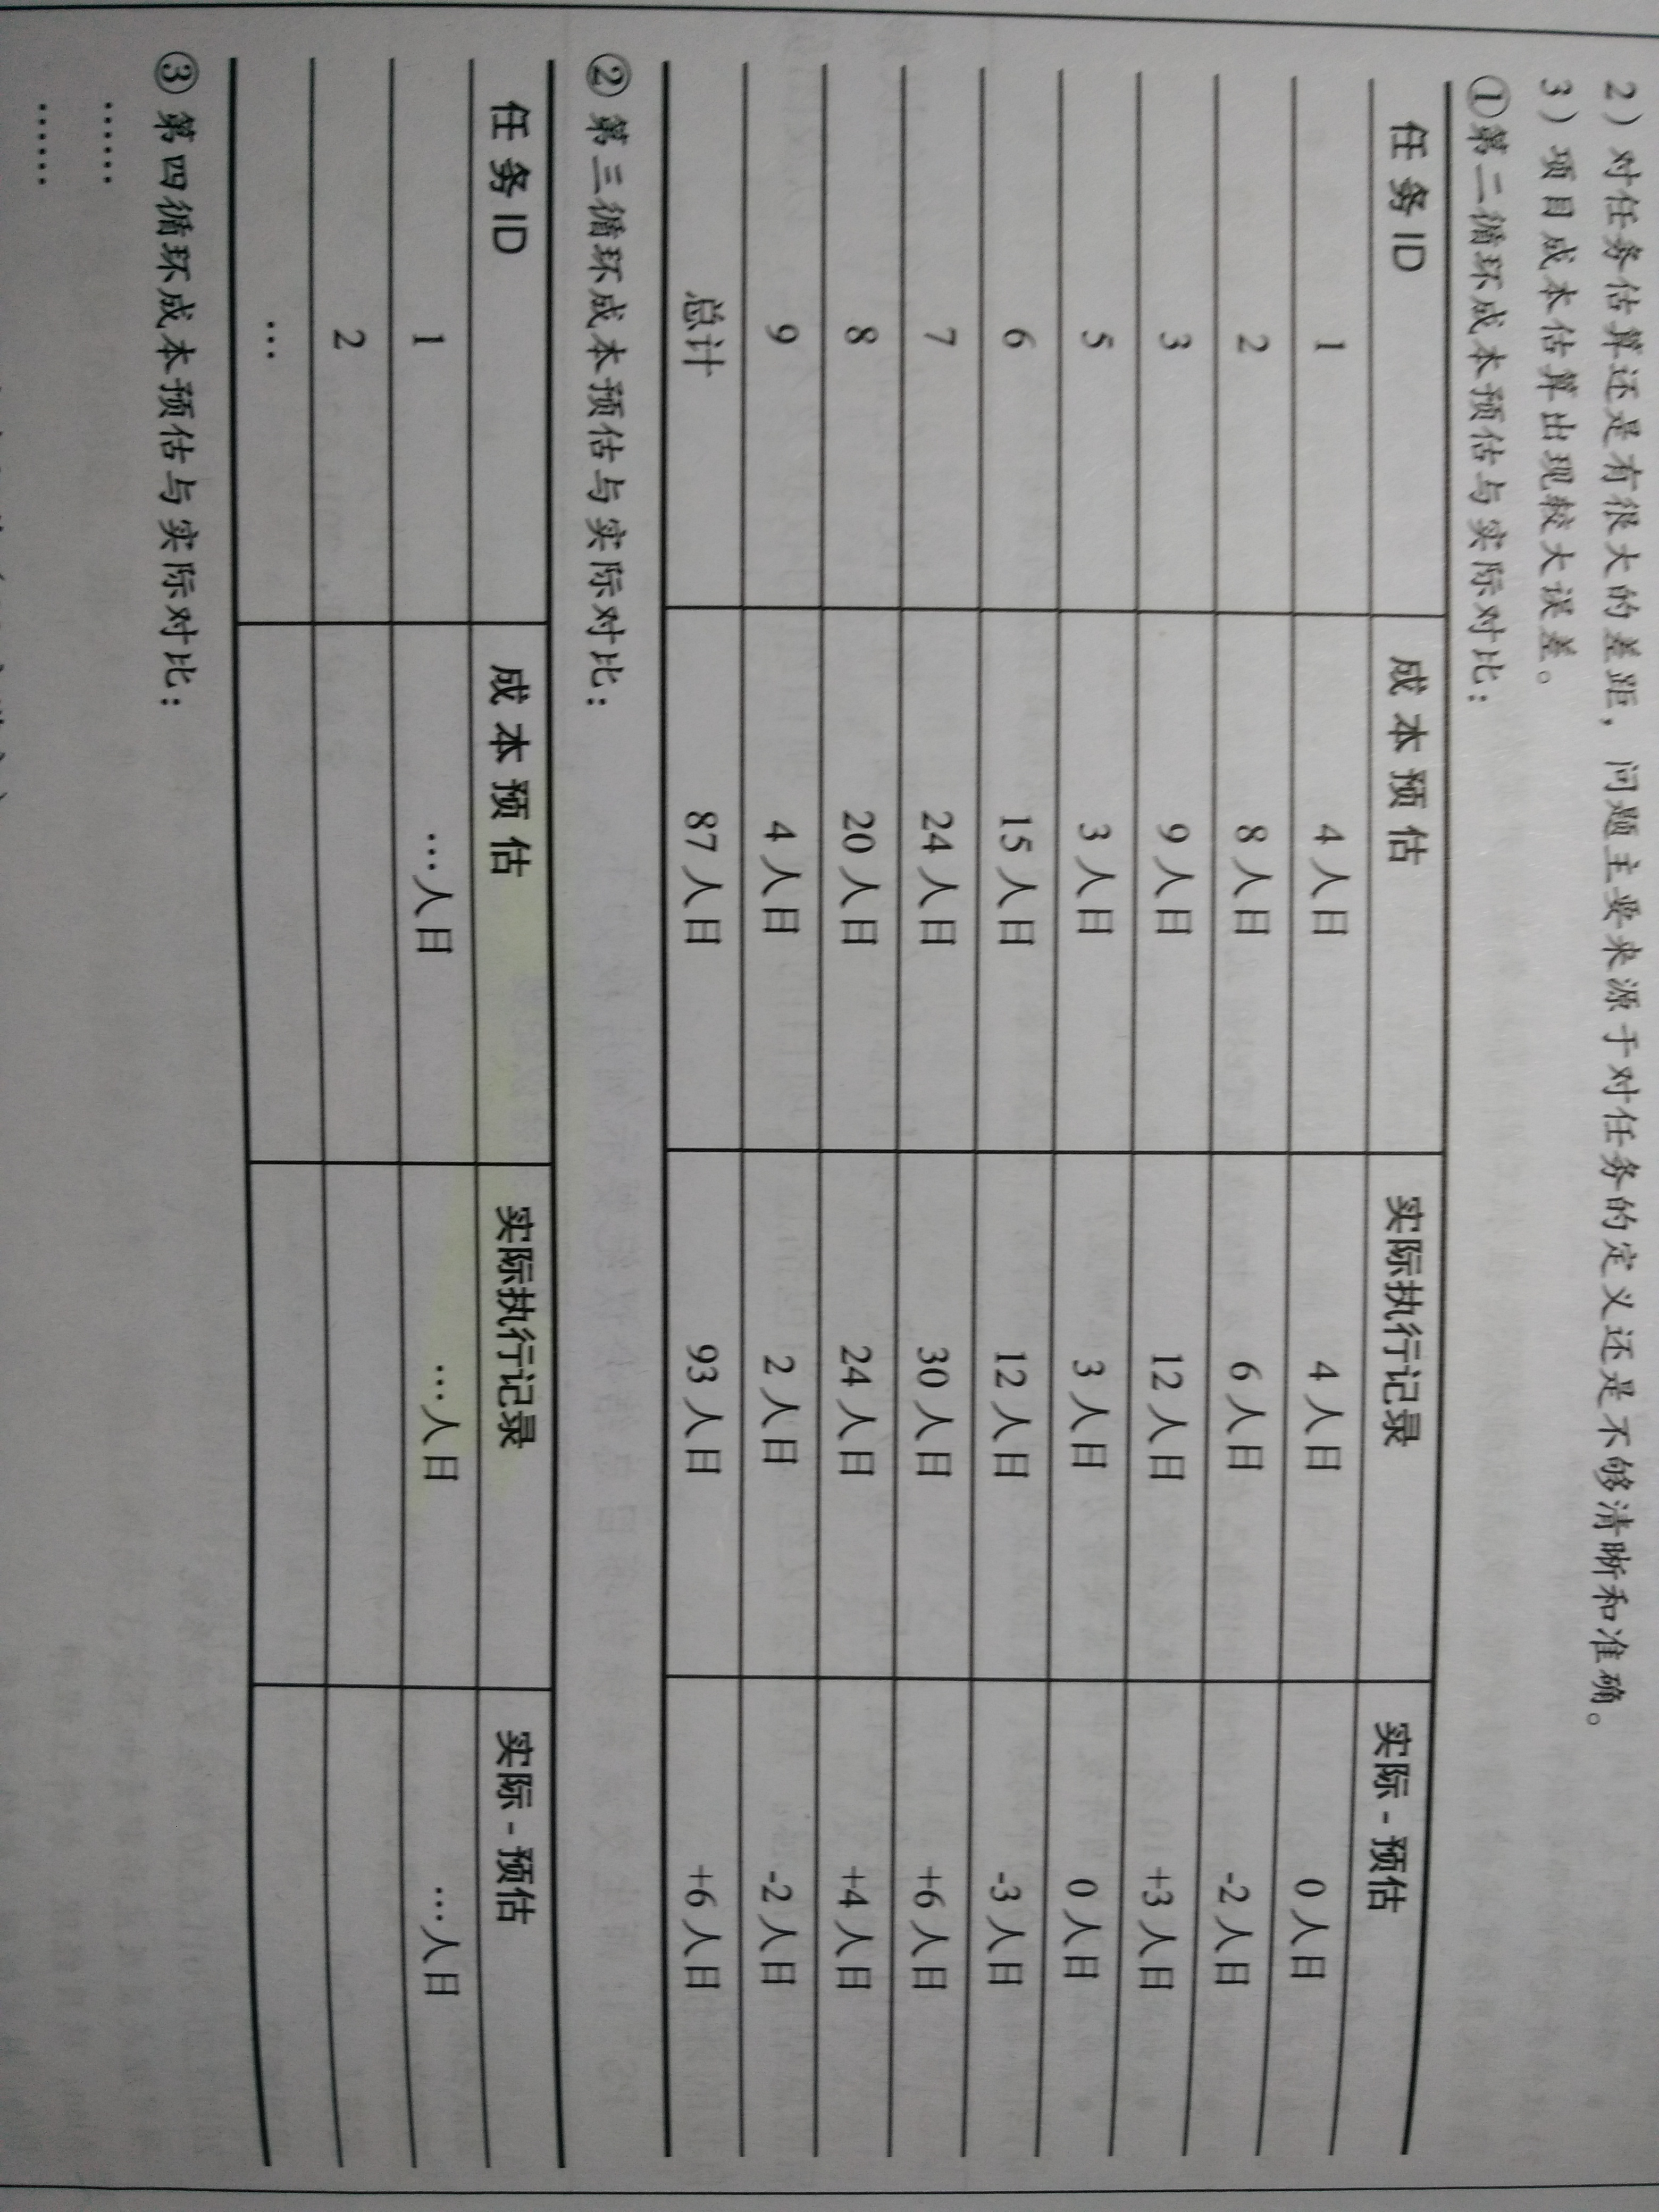 2) 对任务估算还是有很大的差距，问题主要来源于对任务的定义还是不够清晰和准确。
3) 项目成本估算出现较大误差。
①第二循环成本预估与实际对比：
任务ID 成本预估 实际执行记录 实际-预估
1 4人日 4人日 0人日
2 8人日 6人日 -2人日
3 9人日 12人日 +3人日
5 3人日 3人日 0人日
6 15人日 12人日 -3人日
7 24人日 30人日 +6人日
8 20人日 24人日 +4人日
9 4人日 2人日 -2人日
总计 87人日 93人日 +6人日
②第三循环成本预估与实际对比：
任务ID 成本预估 实际执行记录 实际-预估
1 …人日 …人日 …人日
2
…
③第四循环成本预估与实际对比：
……
……